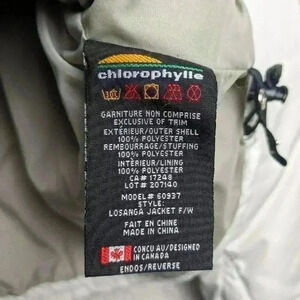 chlorophylle
GARNITURE NON COMPRISE
EXCLUSIVE OF TRIM
EXTÉRIEUR/OUTER SHELL
100% POLYESTER
REMBOURRAGE/STUFFING
100% POLYESTER
INTÉRIEUR/LINING
100% POLYESTER
CA# 17248
LOT # 207140
MODEL# 60937
STYLE:
LOSANGA JACKET F/W
FAIT EN CHINE
MADE IN CHINA
CONCU AU/DESIGNED
IN CANADA
ENDOS/REVERSE